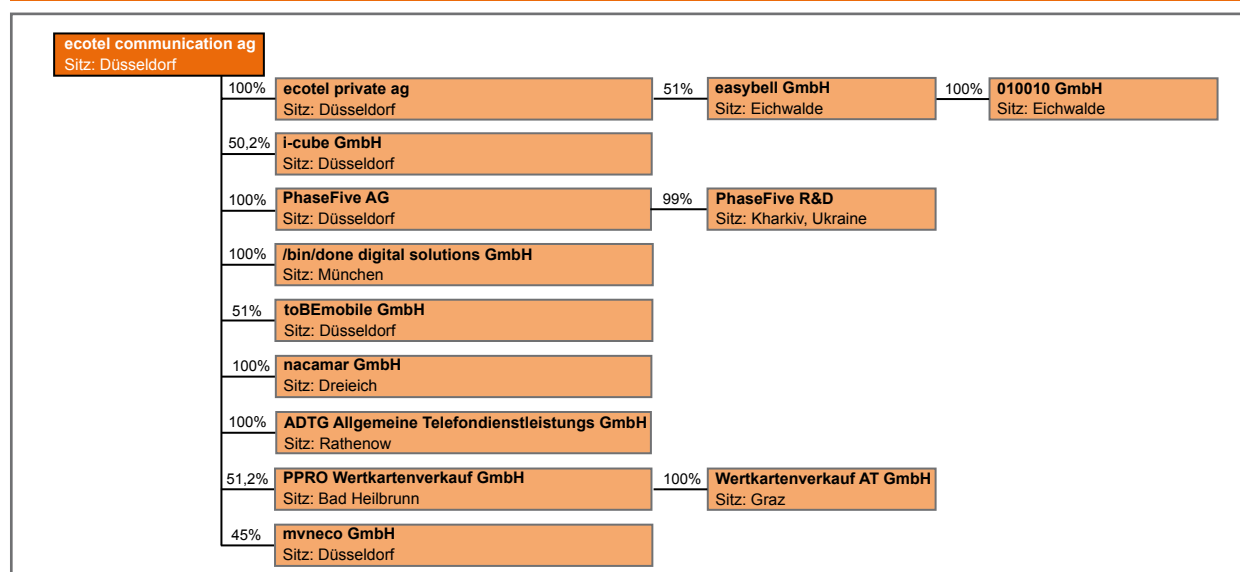 ecotel communication ag
Sitz: Düsseldorf
100%
ecotel private ag
Sitz: Düsseldorf
51%
easybell GmbH
Sitz: Eichwalde
100%
010010 GmbH
Sitz: Eichwalde
50,2%
i-cube GmbH
Sitz: Düsseldorf
100%
PhaseFive AG
Sitz: Düsseldorf
99%
PhaseFive R&D
Sitz: Kharkiv, Ukraine
100%
/bin/done digital solutions GmbH
Sitz: München
51%
toBEmobile GmbH
Sitz: Düsseldorf
100%
nacamar GmbH
Sitz: Dreieich
100%
ADTG Allgemeine Telefondienstleistungs GmbH
Sitz: Rathenow
51,2%
PPRO Wertkartenverkauf GmbH
Sitz: Bad Heilbrunn
100%
Wertkartenverkauf AT GmbH
Sitz: Graz
45%
mvneco GmbH
Sitz: Düsseldorf